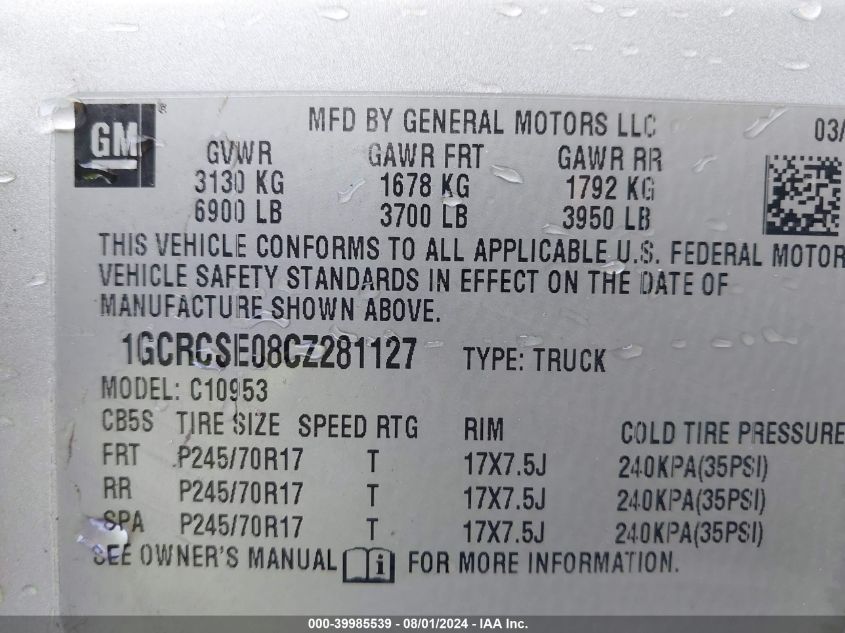 GM ®
MFD BY GENERAL MOTORS LLC 03/
GVWR GAWR FRT GAWR RR
3130 KG 1678 KG 1792 KG
6900 LB 3700 LB 3950 LB
THIS VEHICLE CONFORMS TO ALL APPLICABLE U.S. FEDERAL MOTOR
VEHICLE SAFETY STANDARDS IN EFFECT ON THE DATE OF
MANUFACTURE SHOWN ABOVE.
1GCRCSE08CZ281127 TYPE: TRUCK
MODEL: C10953
CB5S TIRE SIZE SPEED RTG RIM COLD TIRE PRESSURE
FRT P245/70R17 T 17X7.5J 240KPA(35PSI)
RR P245/70R17 T 17X7.5J 240KPA(35PSI)
SPA P245/70R17 T 17X7.5J 240KPA(35PSI)
SEE OWNER'S MANUAL i FOR MORE INFORMATION.
000-39985539 - 08/01/2024 - IAA Inc.